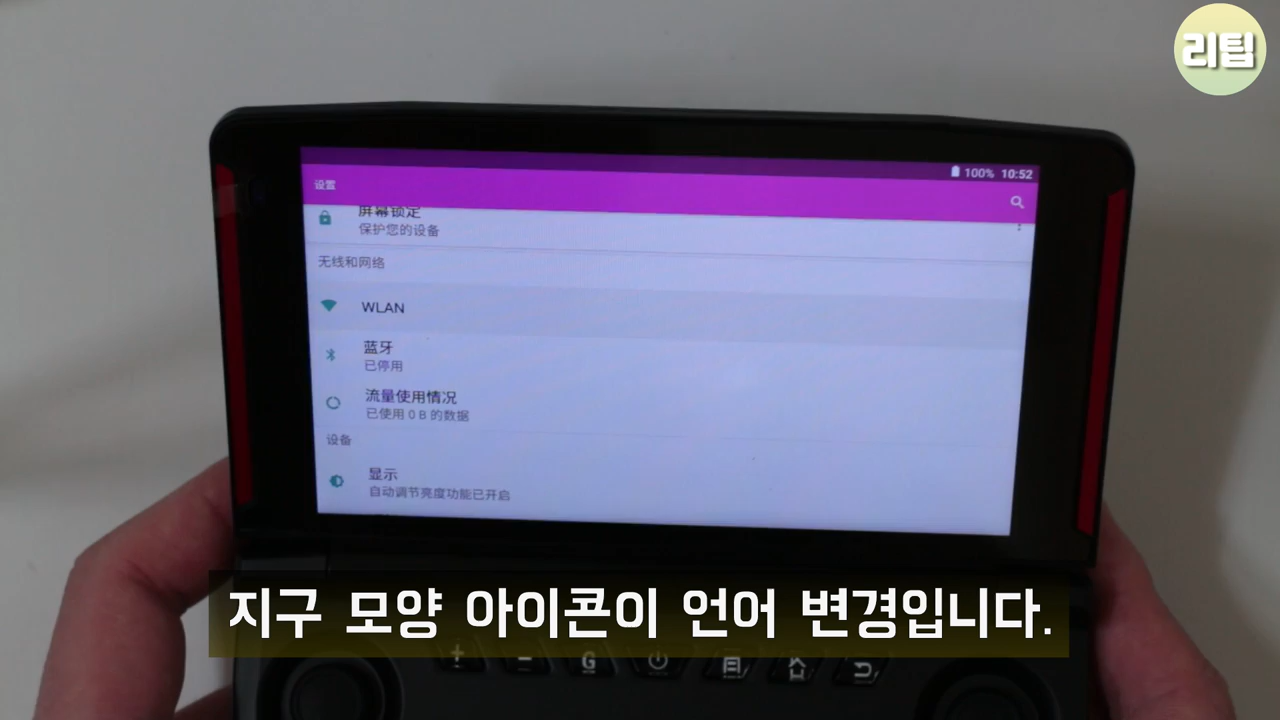 리팁
100% 10:52
设置
屏幕锁定
保护您的设备
无线和网络
WLAN
蓝牙
已停用
流量使用情况
已使用 0 B 的数据
设备
显示
自动调节亮度功能已开启
지구 모양 아이콘이 언어 변경입니다.
+ − G